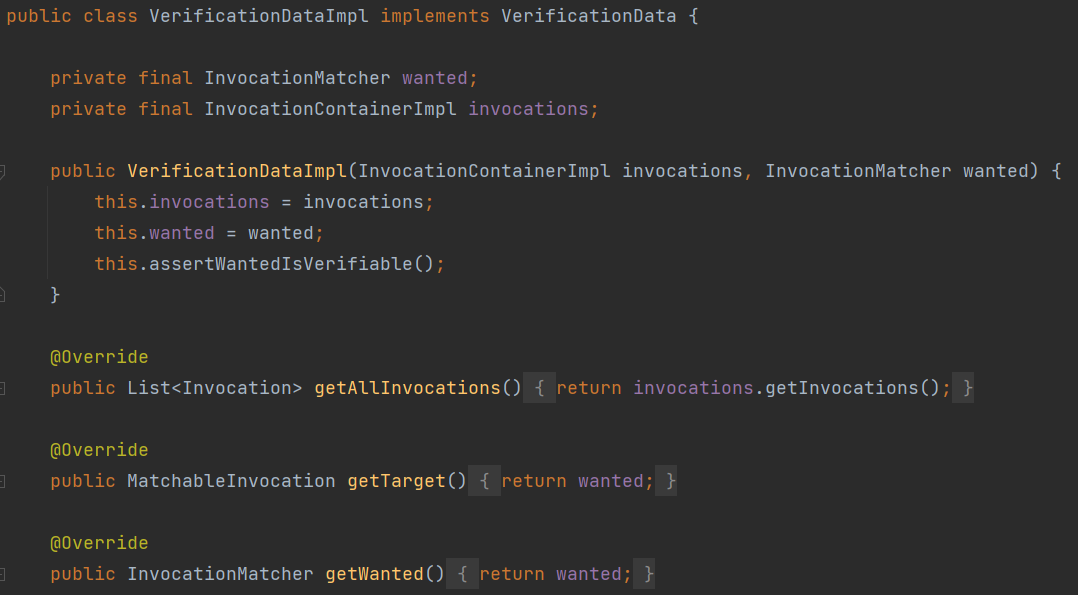 public class VerificationDataImpl implements VerificationData {
private final InvocationMatcher wanted;
private final InvocationContainerImpl invocations;
public VerificationDataImpl(InvocationContainerImpl invocations, InvocationMatcher wanted) {
this.invocations = invocations;
this.wanted = wanted;
this.assertWantedIsVerifiable();
}
@Override
public List<Invocation> getAllInvocations() { return invocations.getInvocations(); }
@Override
public MatchableInvocation getTarget() { return wanted; }
@Override
public InvocationMatcher getWanted() { return wanted; }